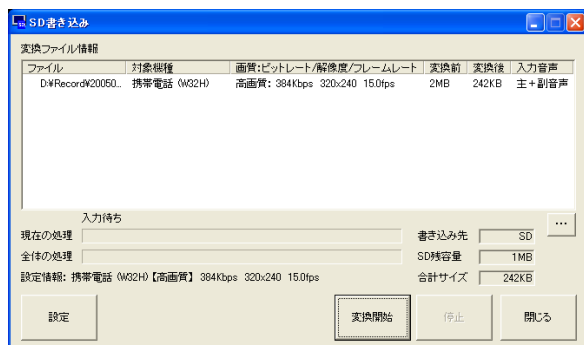 SD書き込み
変換ファイル情報
ファイル 対象機種 画質:ビットレート/解像度/フレームレート 変換前 変換後 入力音声
D:¥Record¥20050... 携帯電話 (W32H) 高画質: 384Kbps 320x240 15.0fps 2MB 242KB 主+副音声
入力待ち
...
現在の処理 書き込み先 SD
全体の処理 SD残容量 1MB
設定情報: 携帯電話 (W32H)【高画質】 384Kbps 320x240 15.0fps 合計サイズ 242KB
設定 変換開始 停止 閉じる